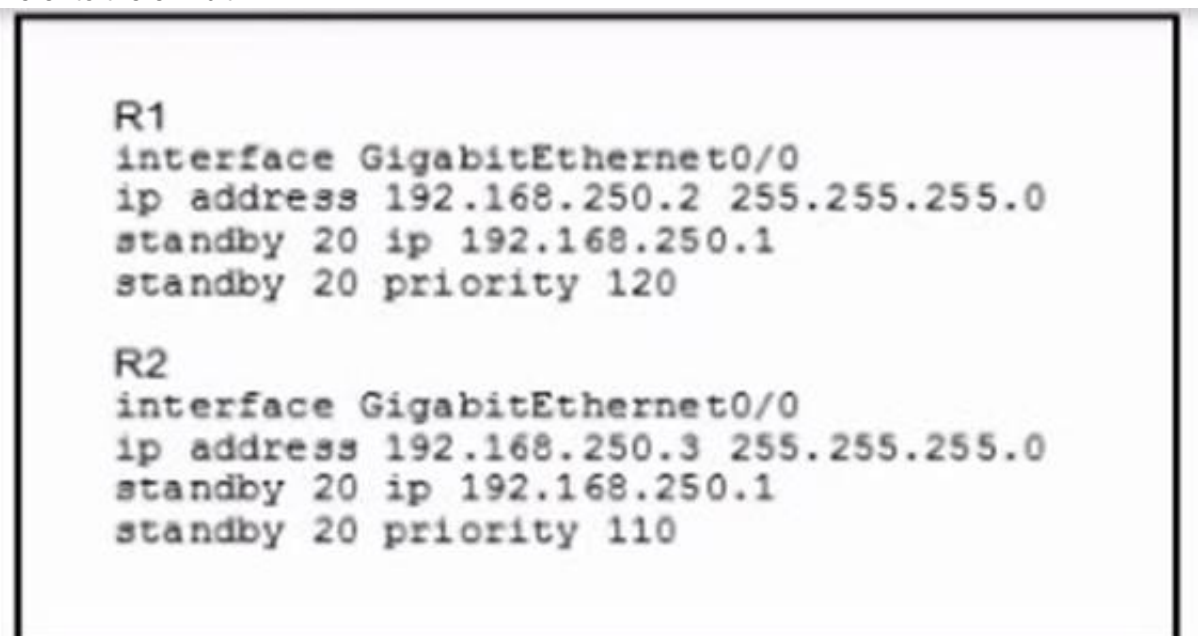 R1
interface GigabitEthernet0/0
ip address 192.168.250.2 255.255.255.0
standby 20 ip 192.168.250.1
standby 20 priority 120
R2
interface GigabitEthernet0/0
ip address 192.168.250.3 255.255.255.0
standby 20 ip 192.168.250.1
standby 20 priority 110